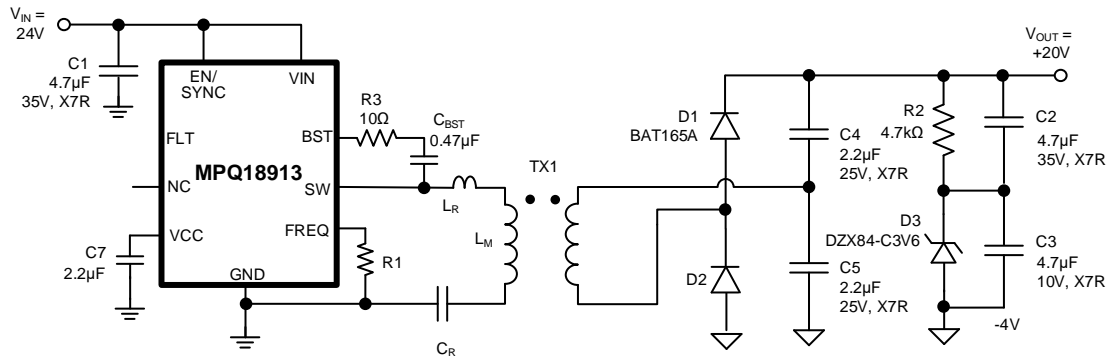 V_IN =
24V
C1
4.7µF
35V, X7R
EN/
SYNC
VIN
FLT
BST
MPQ18913
NC
SW
FREQ
VCC
GND
C7
2.2µF
R3
10Ω
C_BST
0.47µF
L_R
L_M
R1
C_R
TX1
D1
BAT165A
D2
C4
2.2µF
25V, X7R
C5
2.2µF
25V, X7R
V_OUT =
+20V
R2
4.7kΩ
C2
4.7µF
35V, X7R
D3
DZX84-C3V6
C3
4.7µF
10V, X7R
-4V